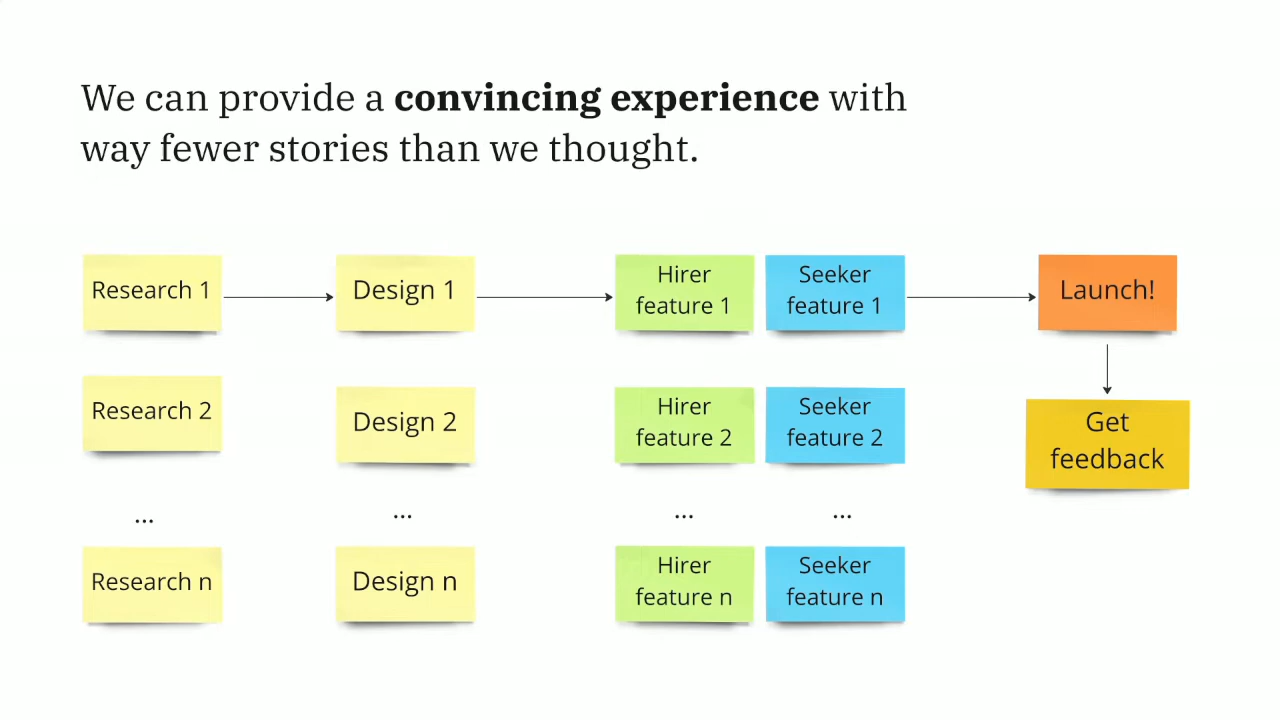 We can provide a convincing experience with
way fewer stories than we thought.
Research 1
Design 1
Hirer
feature 1
Seeker
feature 1
Launch!
Research 2
Design 2
Hirer
feature 2
Seeker
feature 2
Get
feedback
...
...
...
...
Research n
Design n
Hirer
feature n
Seeker
feature n